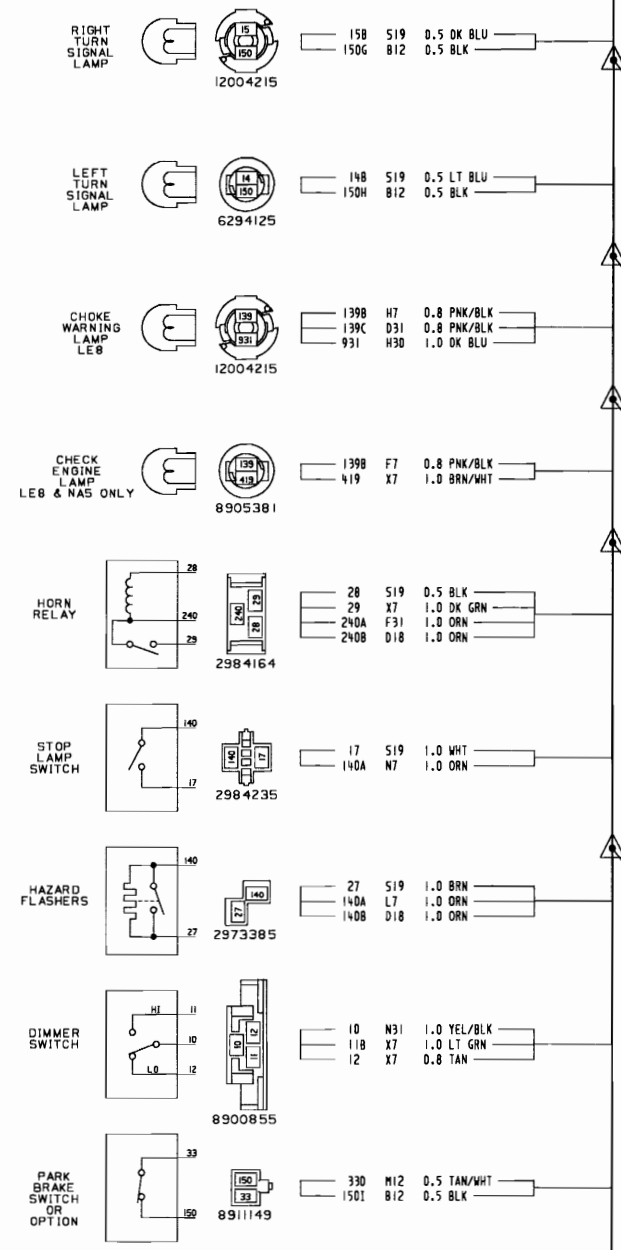 RIGHT
TURN
SIGNAL
LAMP
15
150
12004215
15B S19 0.5 DK BLU
150G B12 0.5 BLK
LEFT
TURN
SIGNAL
LAMP
14
150
6294125
14B S19 0.5 LT BLU
150H B12 0.5 BLK
CHOKE
WARNING
LAMP
LE8
139
931
12004215
139B H7 0.8 PNK/BLK
139C D31 0.8 PNK/BLK
931 H30 1.0 DK BLU
CHECK
ENGINE
LAMP
LE8 & NA5 ONLY
139
419
8905381
139B F7 0.8 PNK/BLK
419 X7 1.0 BRN/WHT
HORN
RELAY
28
240
29
240
29
28
2984164
28 S19 0.5 BLK
29 X7 1.0 DK GRN
240A F31 1.0 ORN
240B D18 1.0 ORN
STOP
LAMP
SWITCH
140
17
140
17
2984235
17 S19 1.0 WHT
140A N7 1.0 ORN
HAZARD
FLASHERS
140
27
140
27
2973385
27 S19 1.0 BRN
140A L7 1.0 ORN
140B D18 1.0 ORN
DIMMER
SWITCH
HI
11
10
LO
12
10
12
11
8900855
10 N31 1.0 YEL/BLK
11B X7 1.0 LT GRN
12 X7 0.8 TAN
PARK
BRAKE
SWITCH
OR
OPTION
33
150
150
33
8911149
33D M12 0.5 TAN/WHT
150I B12 0.5 BLK